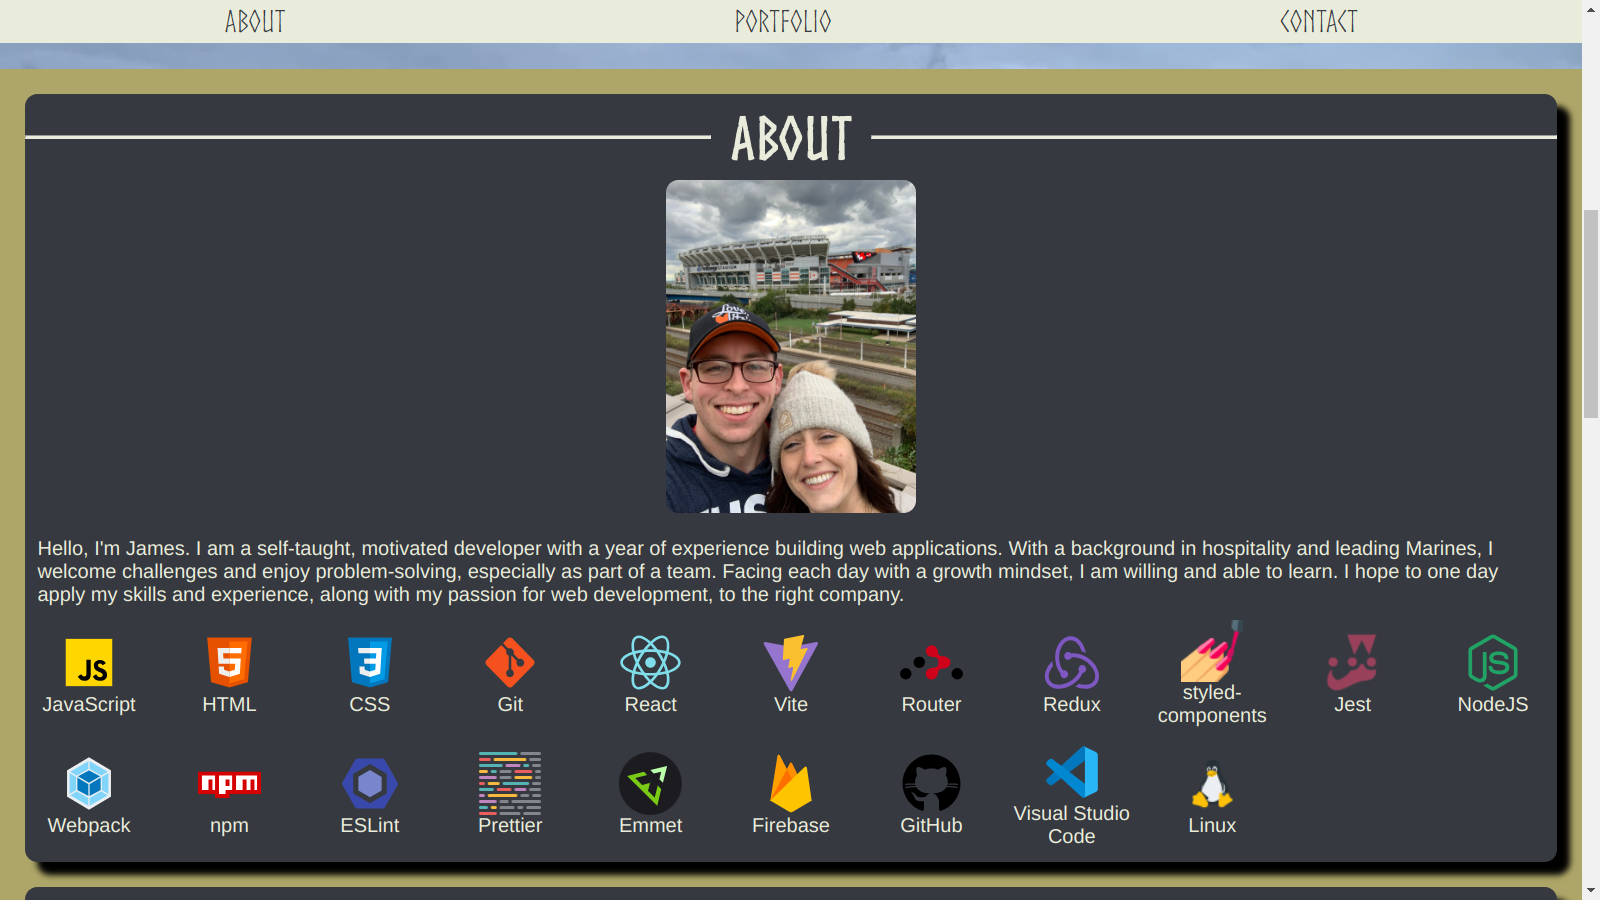 ABOUT
PORTFOLIO
CONTACT
ABOUT
Hello, I'm James. I am a self-taught, motivated developer with a year of experience building web applications. With a background in hospitality and leading Marines, I
welcome challenges and enjoy problem-solving, especially as part of a team. Facing each day with a growth mindset, I am willing and able to learn. I hope to one day
apply my skills and experience, along with my passion for web development, to the right company.
JS
5
3
JS
JavaScript
HTML
CSS
Git
React
Vite
Router
Redux
styled-
components
Jest
NodeJS
npm
Webpack
npm
ESLint
Prettier
Emmet
Firebase
GitHub
Visual Studio
Code
Linux